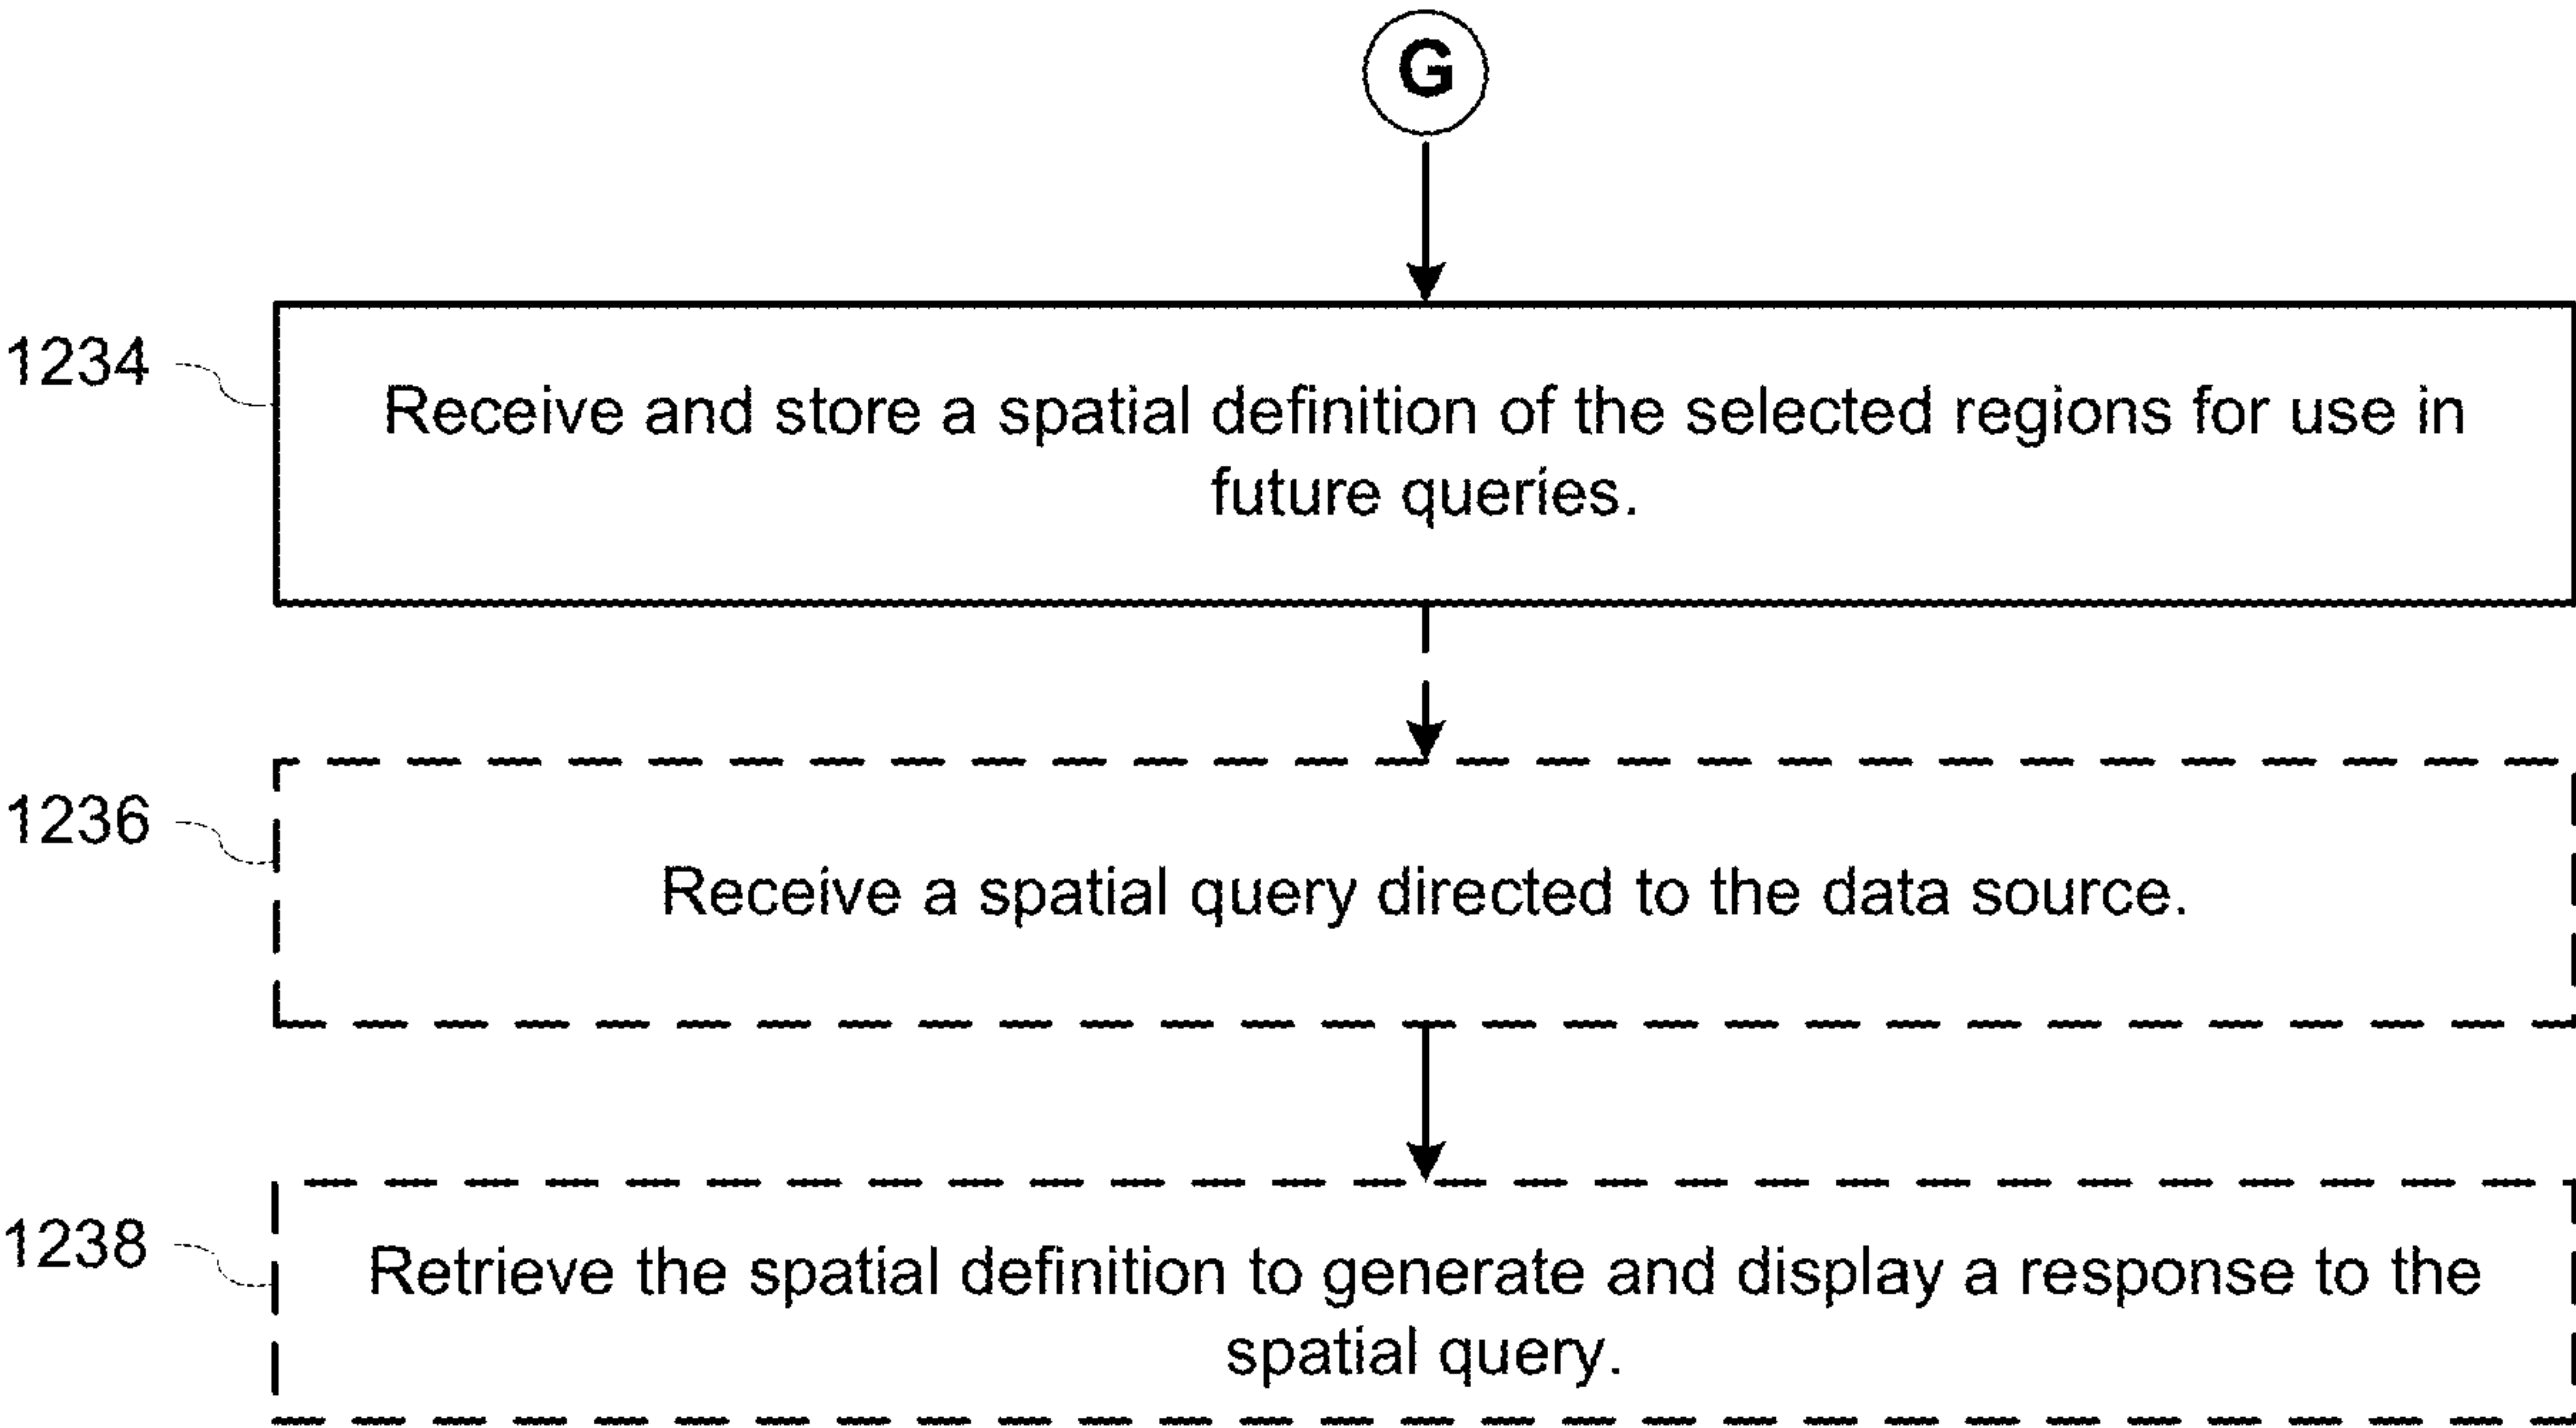 G
1234
Receive and store a spatial definition of the selected regions for use in
future queries.
1236
Receive a spatial query directed to the data source.
1238
Retrieve the spatial definition to generate and display a response to the
spatial query.